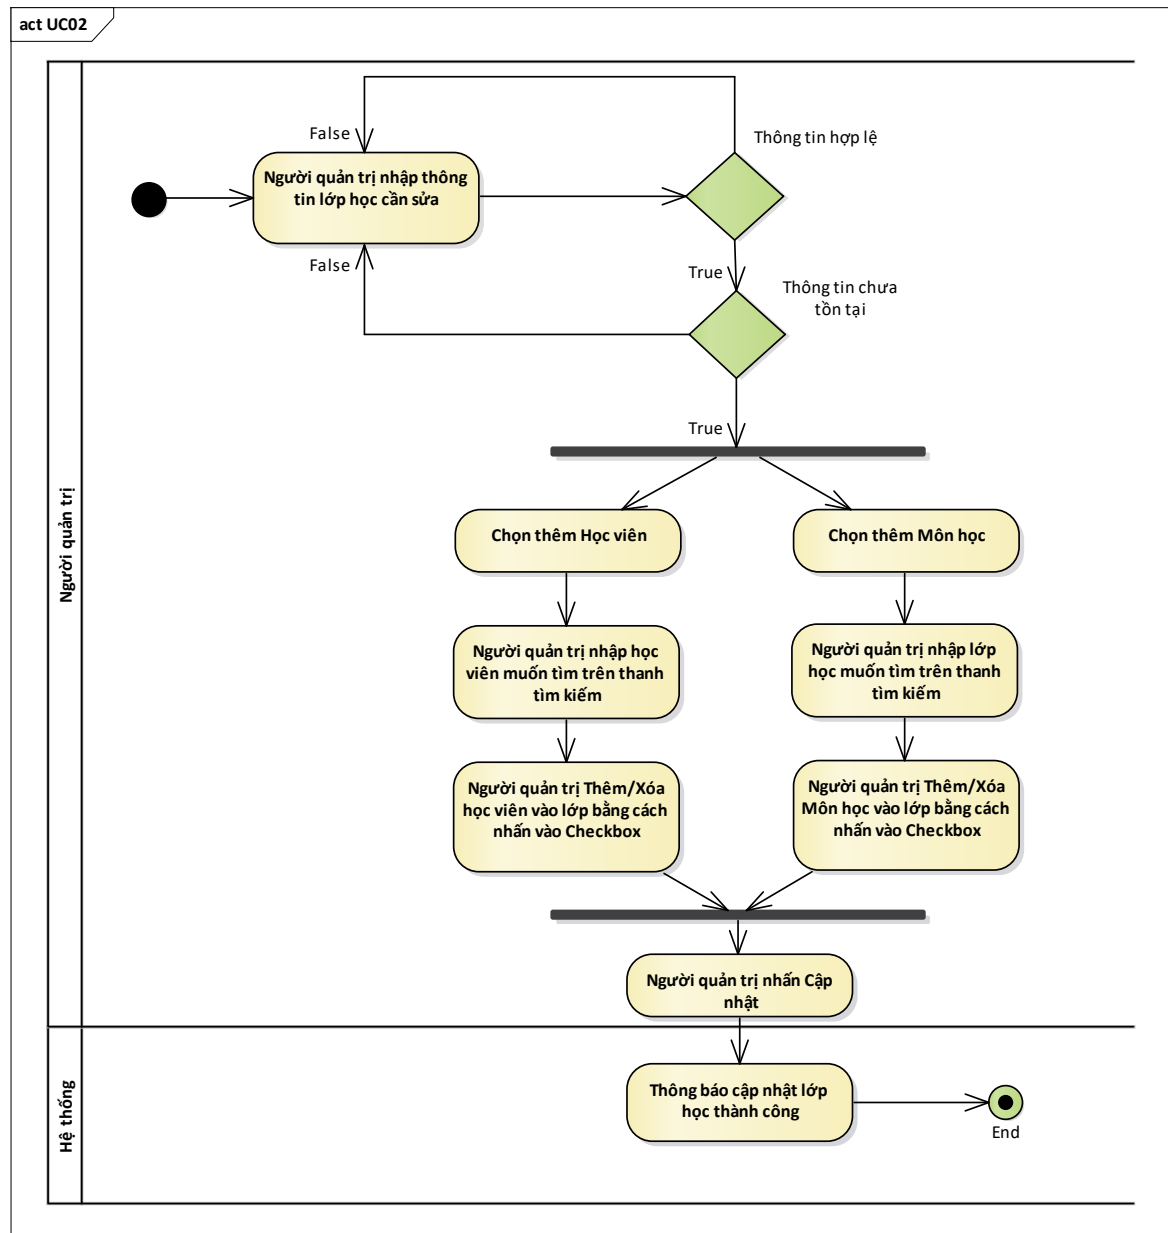 act UC02
Thông tin hợp lệ
False
Người quản trị nhập thông
tin lớp học cần sửa
False
True
Thông tin chưa
tồn tại
True
Người quản trị
Chọn thêm Học viên
Chọn thêm Môn học
Người quản trị nhập học
viên muốn tìm trên thanh
tìm kiếm
Người quản trị nhập lớp
học muốn tìm trên thanh
tìm kiếm
Người quản trị Thêm/Xóa
học viên vào lớp bằng cách
nhấn vào Checkbox
Người quản trị Thêm/Xóa
Môn học vào lớp bằng cách
nhấn vào Checkbox
Người quản trị nhấn Cập
nhật
Hệ thống
Thông báo cập nhật lớp
học thành công
End